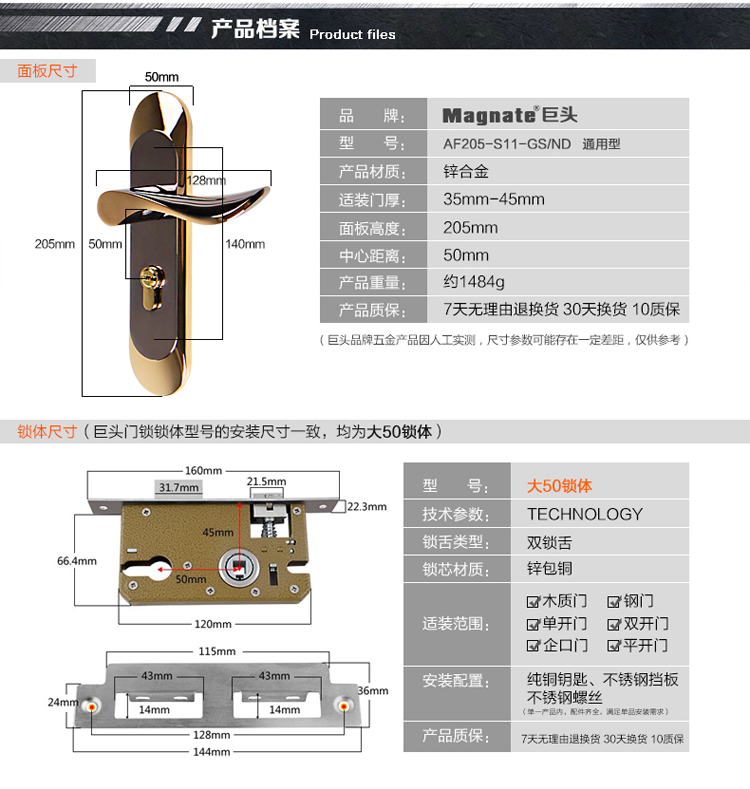 产品档案 Product files
面板尺寸
50mm
128mm
205mm
50mm
140mm
品 牌: Magnate®巨头
型 号: AF205-S11-GS/ND 通用型
产品材质: 锌合金
适装门厚: 35mm-45mm
面板高度: 205mm
中心距离: 50mm
产品重量: 约1484g
产品质保: 7天无理由退换货 30天换货 10质保
(巨头品牌五金产品因人工实测，尺寸参数可能存在一定差距，仅供参考)
锁体尺寸(巨头门锁锁体型号的安装尺寸一致，均为大50锁体)
160mm
31.7mm
21.5mm
22.3mm
45mm
66.4mm
50mm
120mm
115mm
43mm
43mm
36mm
24mm
14mm
14mm
128mm
144mm
型 号: 大50锁体
技术参数: TECHNOLOGY
锁舌类型: 双锁舌
锁芯材质: 锌包铜
适装范围:
木质门 钢门
单开门 双开门
企口门 平开门
安装配置: 纯铜钥匙、不锈钢挡板
不锈钢螺丝
(单一产品内，配件齐全，满足单品安装需求)
产品质保: 7天无理由退换货 30天换货 10质保